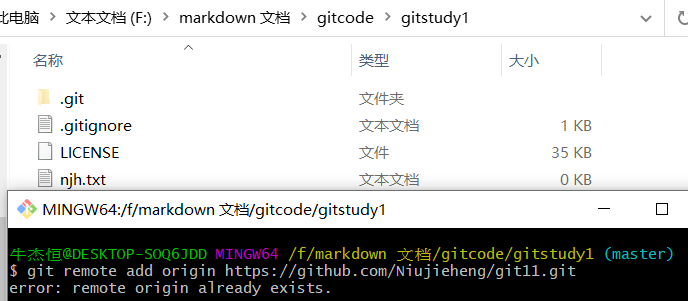 此电脑 > 文本文档 (F:) > markdown 文档 > gitcode > gitstudy1
名称 类型 大小
.git 文件夹
.gitignore 文本文档 1 KB
LICENSE 文件 35 KB
njh.txt 文本文档 0 KB
MINGW64:/f/markdown 文档/gitcode/gitstudy1
牛杰恒@DESKTOP-SOQ6JDD MINGW64 /f/markdown 文档/gitcode/gitstudy1 (master)
$ git remote add origin https://github.com/Niujieheng/git11.git
error: remote origin already exists.